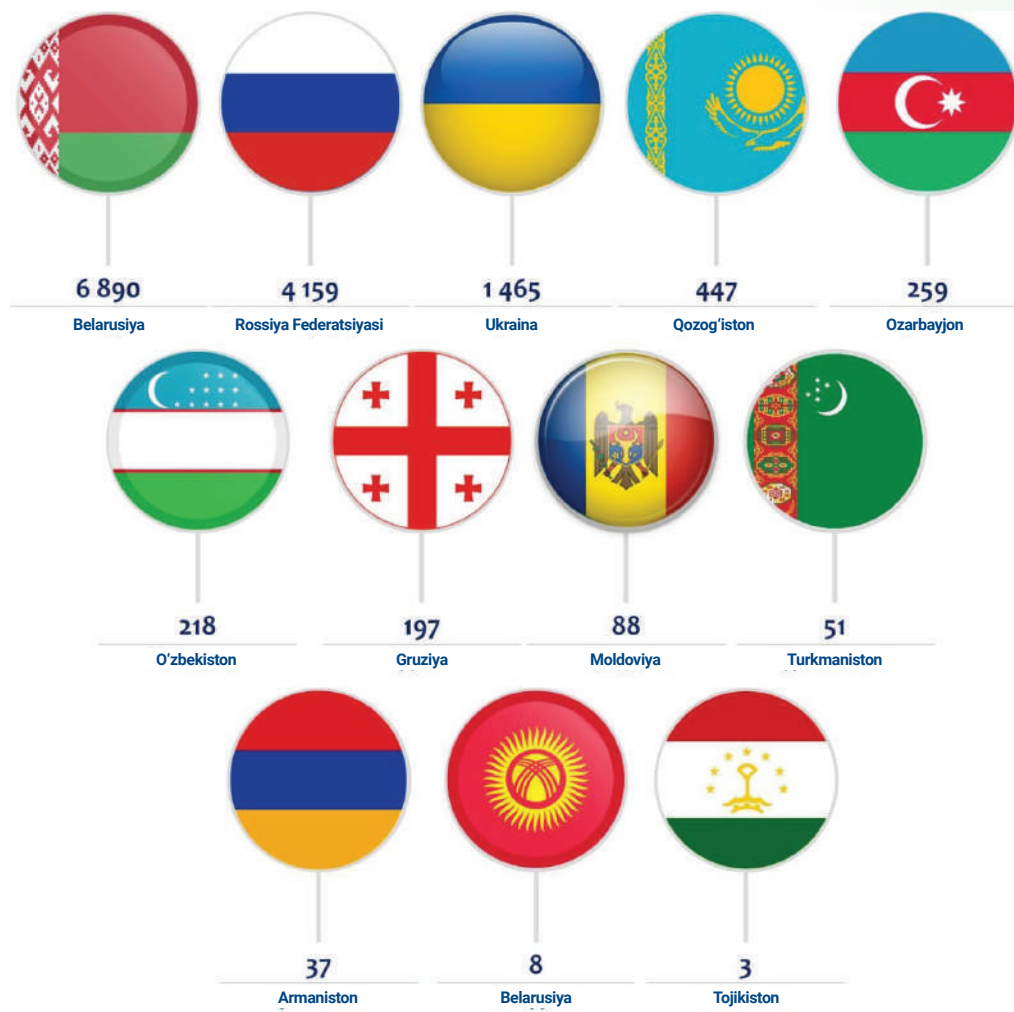 6 890 4 159 1 465 447 259
Belarusiya Rossiya Federatsiyasi Ukraina Qozog‘iston Ozarbayjon
218 197 88 51
O‘zbekiston Gruziya Moldoviya Turkmaniston
37 8 3
Armaniston Belarusiya Tojikiston